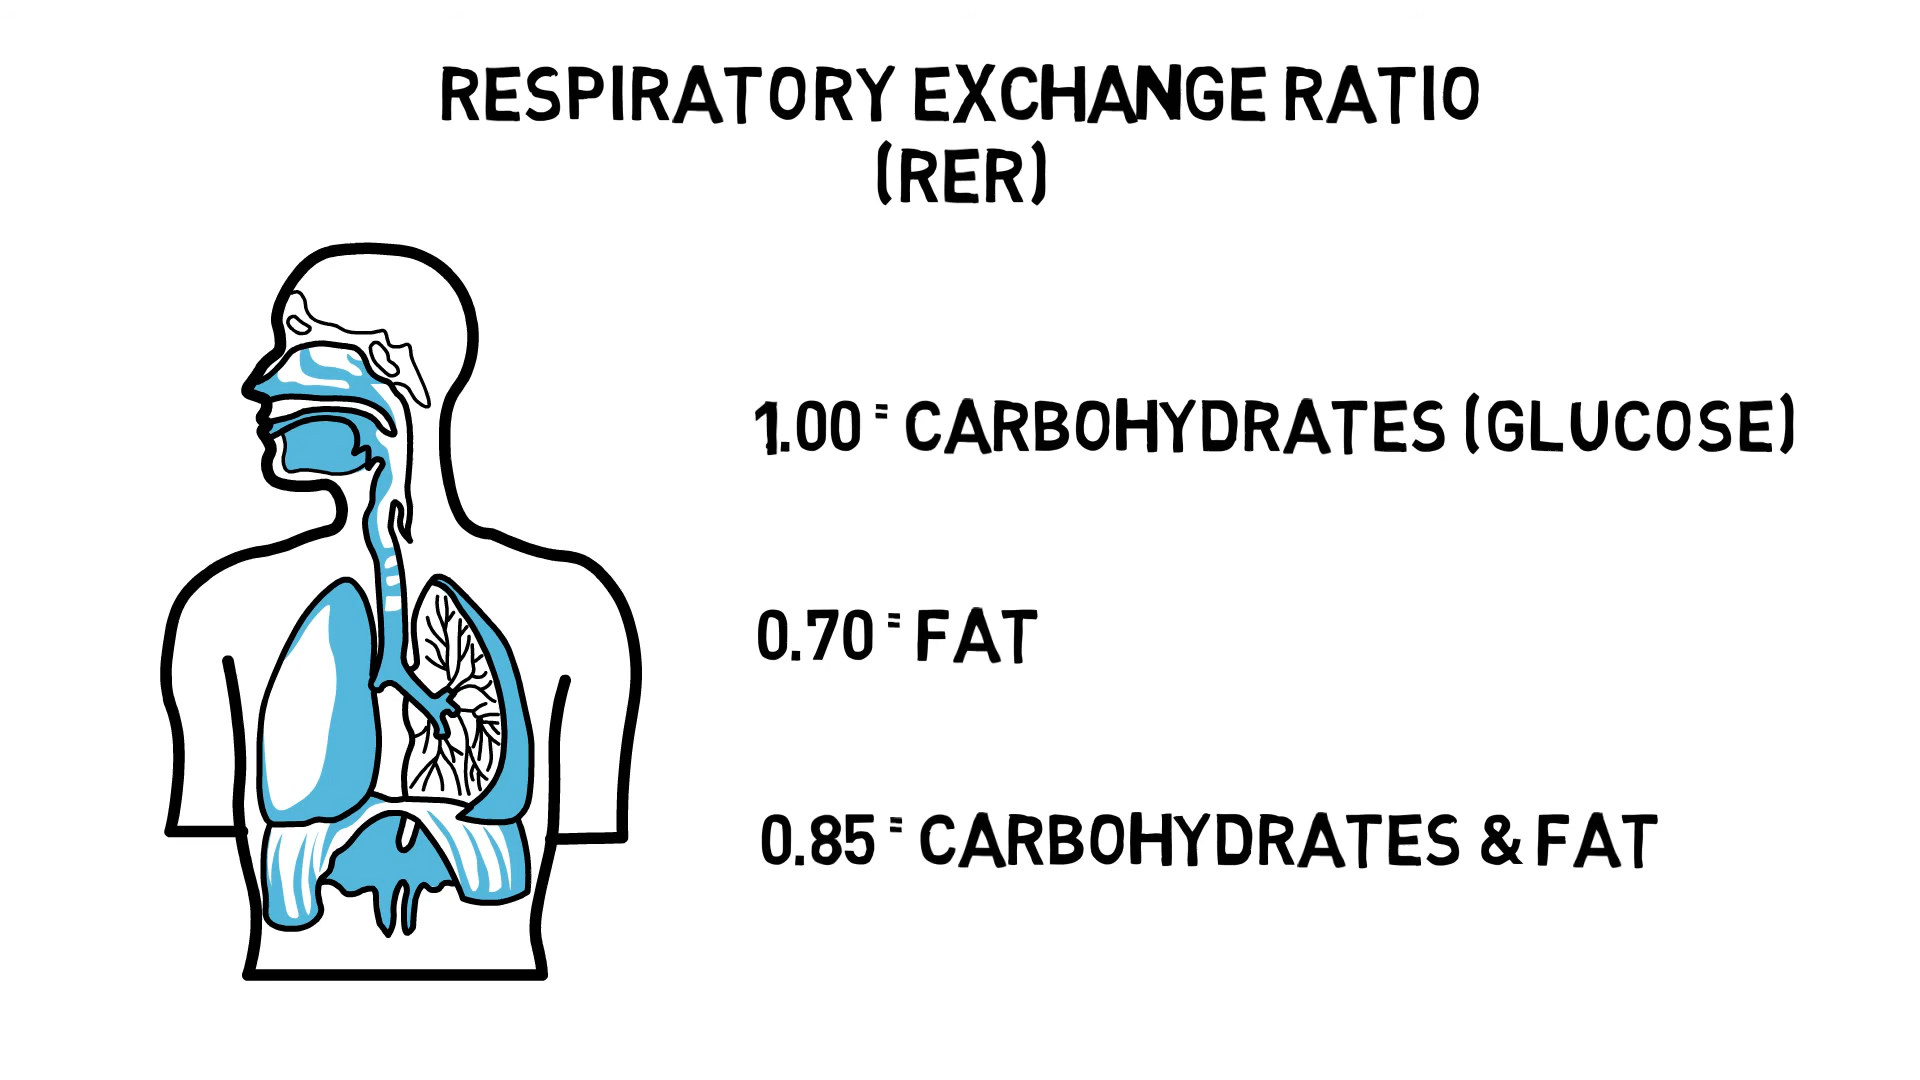 RESPIRATORY EXCHANGE RATIO
(RER)
1.00 = CARBOHYDRATES (GLUCOSE)
0.70 = FAT
0.85 = CARBOHYDRATES & FAT